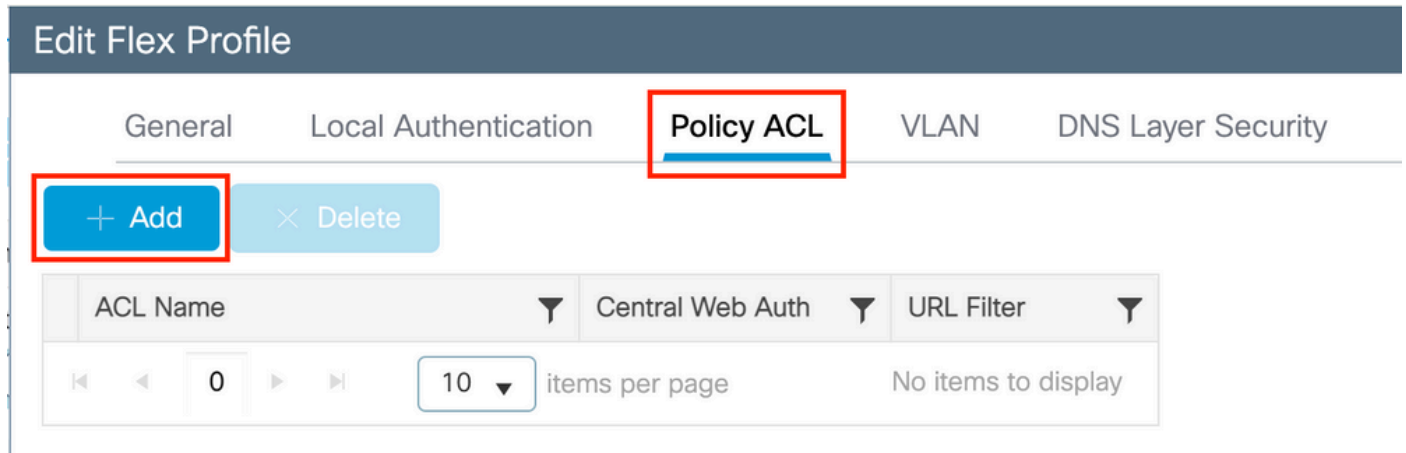 Edit Flex Profile
General Local Authentication Policy ACL VLAN DNS Layer Security
+ Add × Delete
ACL Name Central Web Auth URL Filter
0 10 items per page No items to display